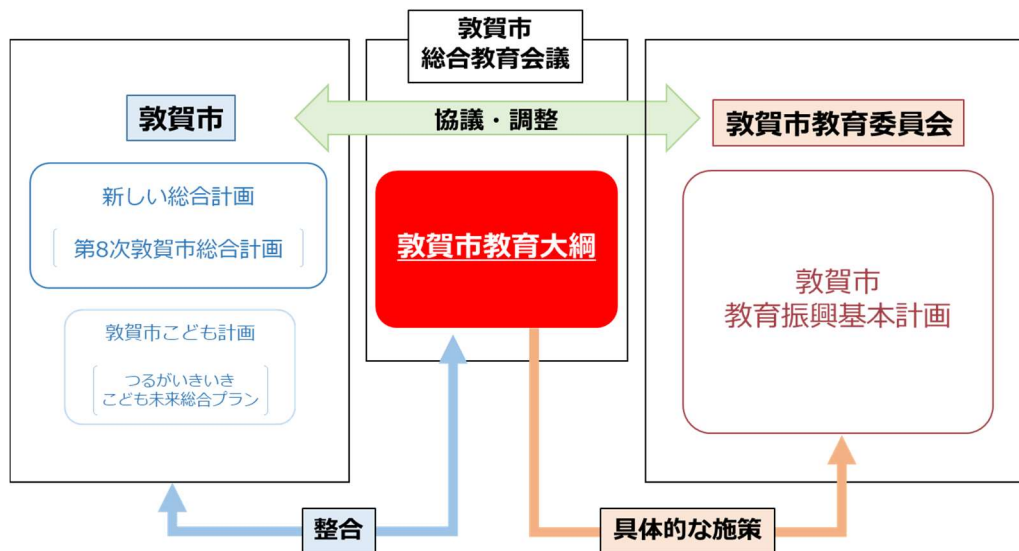 敦賀市
総合教育会議
敦賀市
協議・調整
敦賀市教育委員会
新しい総合計画
第8次敦賀市総合計画
敦賀市こども計画
つるがいきいき
こども未来総合プラン
敦賀市教育大綱
敦賀市
教育振興基本計画
整合
具体的な施策